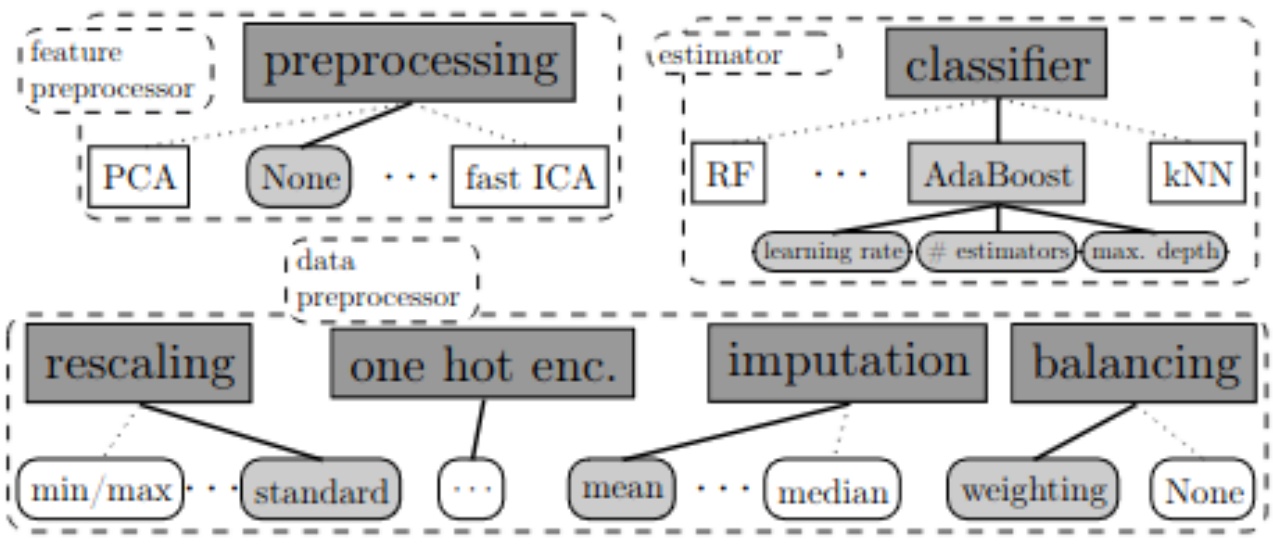 feature
preprocessor
preprocessing
PCA
None
···
fast ICA
estimator
classifier
RF
···
AdaBoost
kNN
learning rate
# estimators
max. depth
data
preprocessor
rescaling
one hot enc.
imputation
balancing
min/max
···
standard
···
mean
···
median
weighting
None